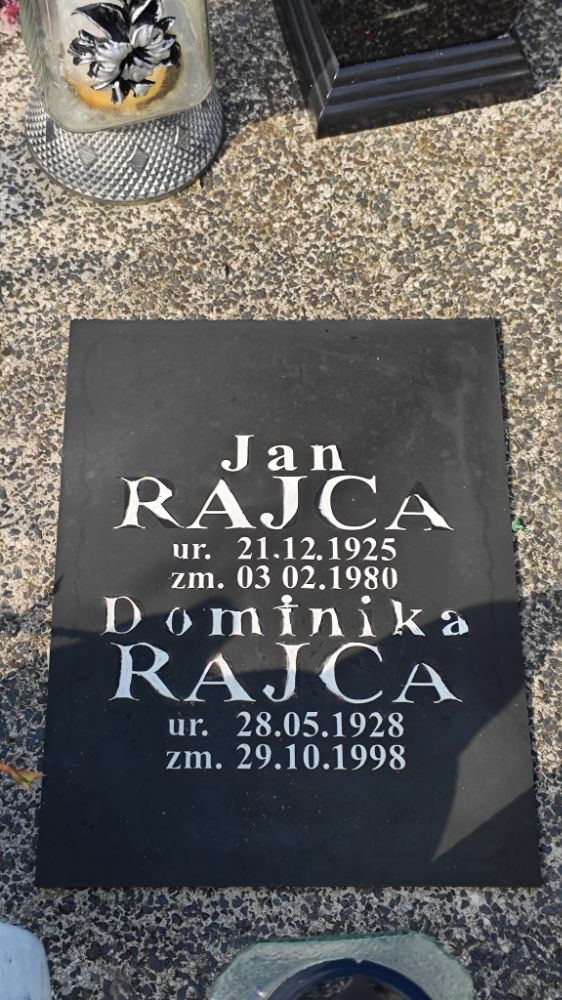 Jan
RAJCA
ur. 21.12.1925
zm. 03 02.1980
Dominika
RAJCA
ur. 28.05.1928
zm. 29.10.1998